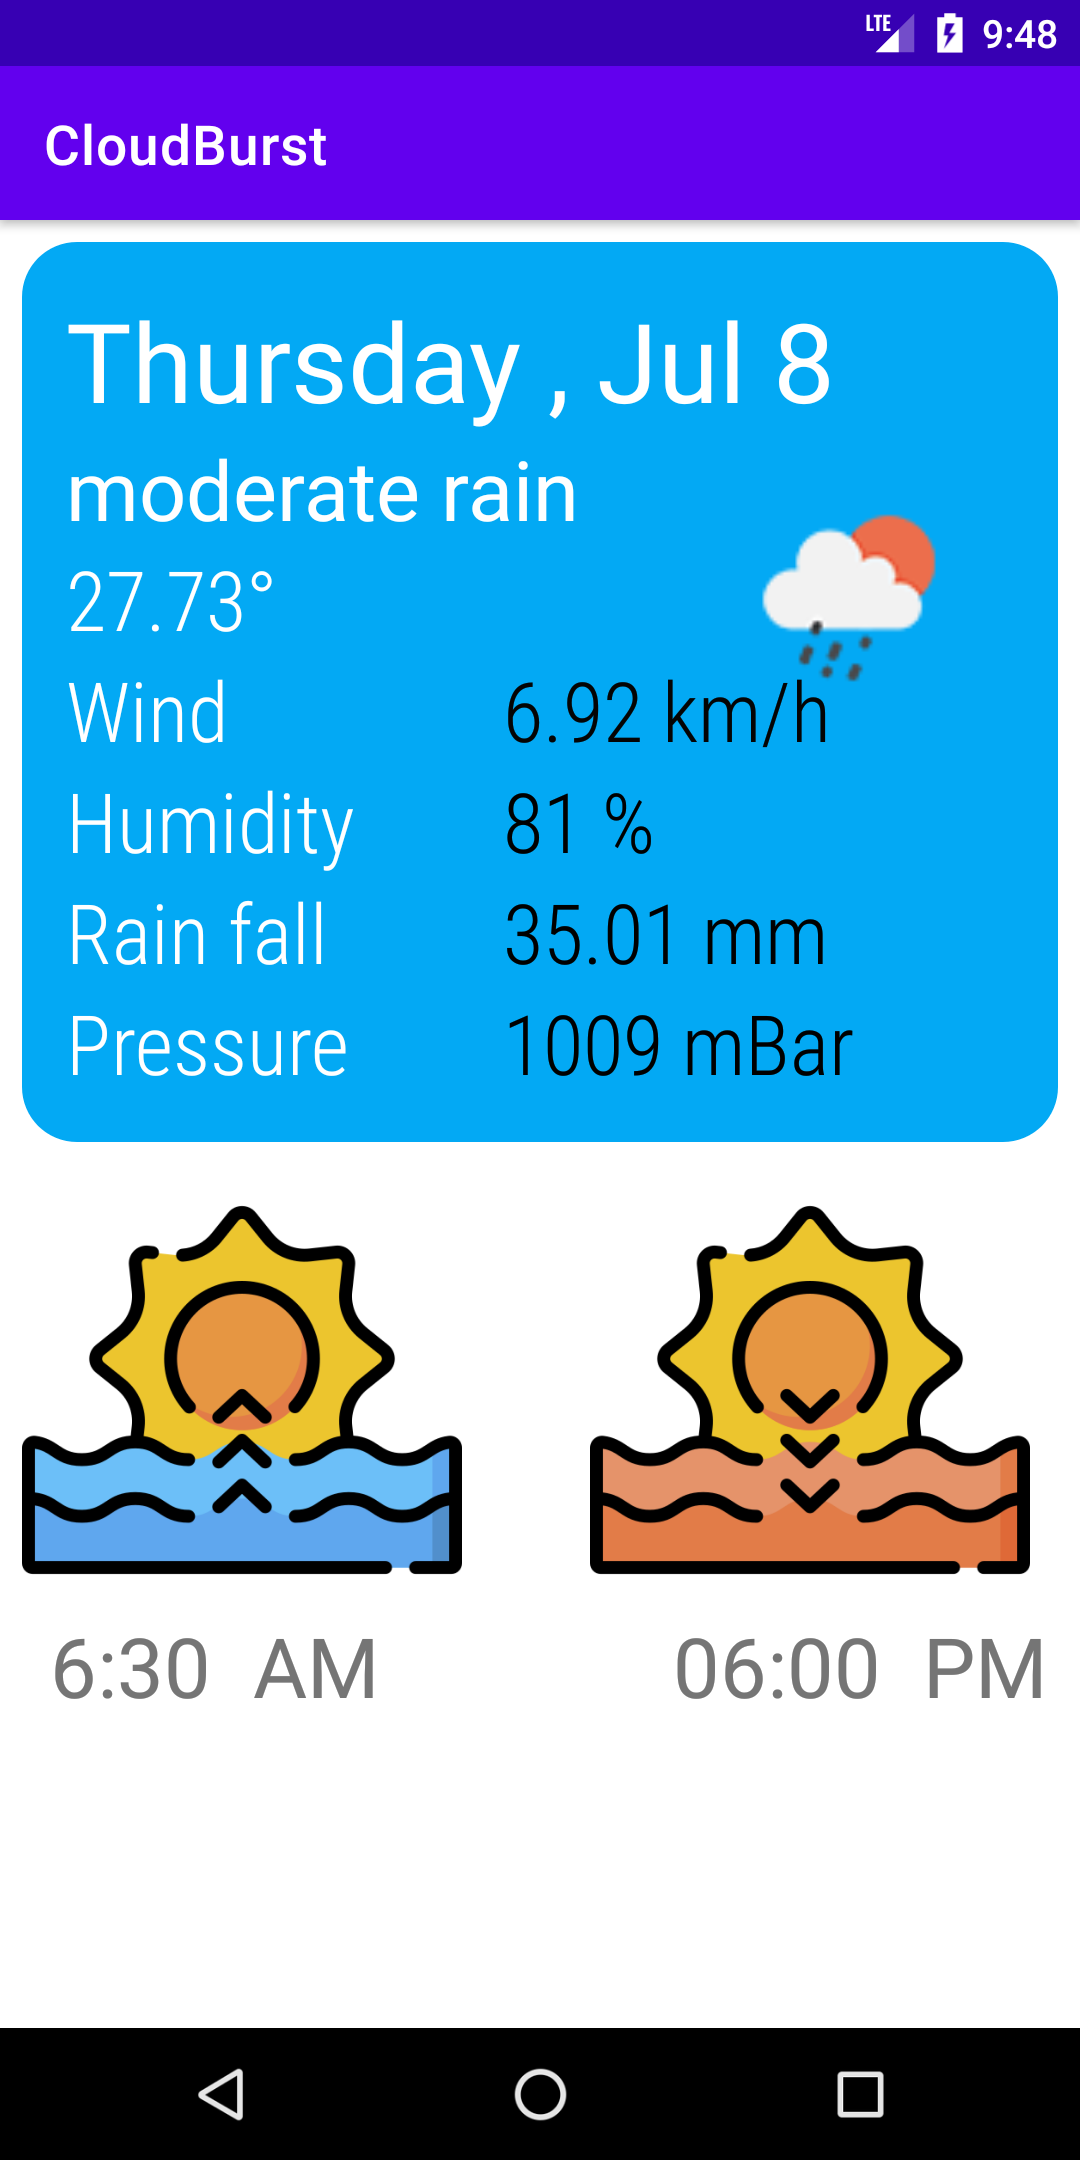 LTE 9:48
CloudBurst
Thursday , Jul 8
moderate rain
27.73°
Wind 6.92 km/h
Humidity 81 %
Rain fall 35.01 mm
Pressure 1009 mBar
6:30 AM 06:00 PM